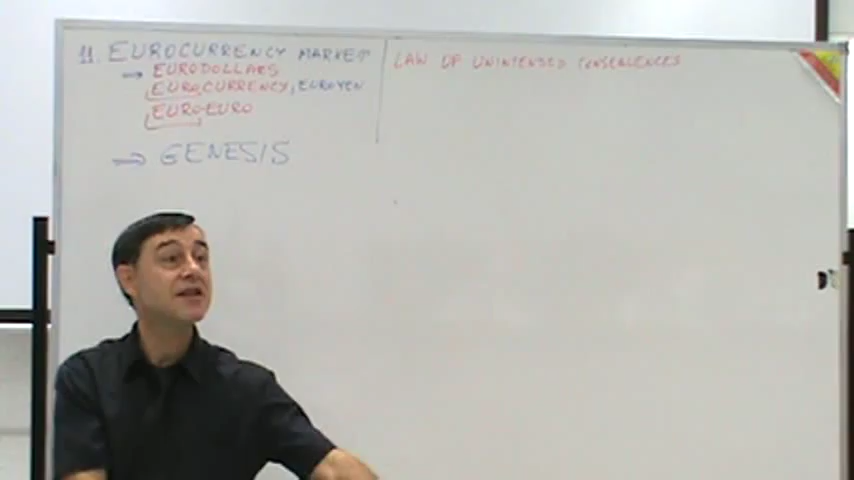 11. EUROCURRENCY MARKET
→ EURODOLLARS
EUROCURRENCY, EUROYEN
EURO-EURO
→ GENESIS
LAW OF UNINTENDED CONSEQUENCES